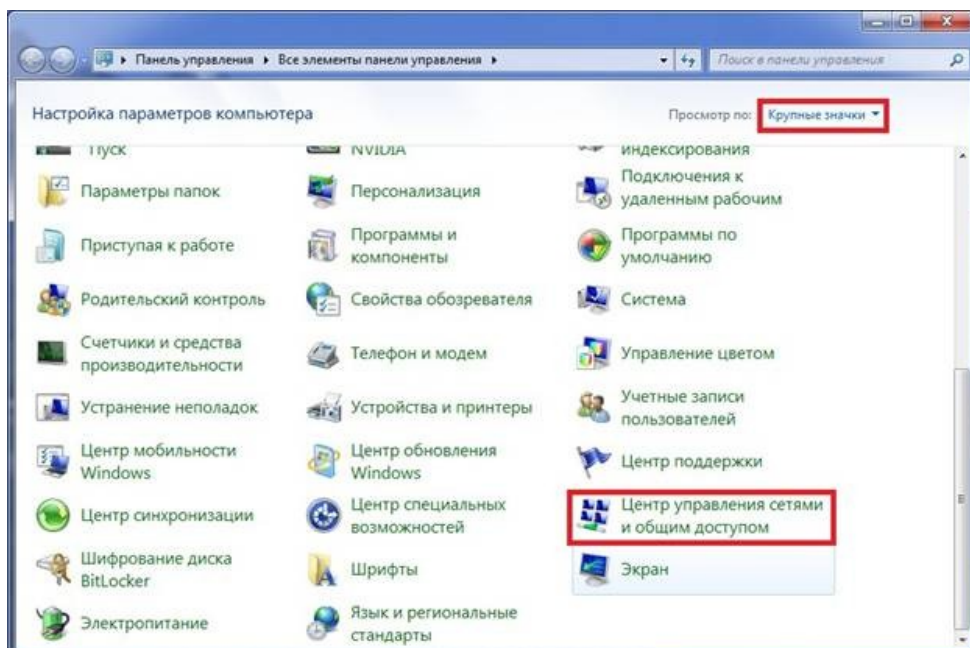 Панель управления ▸ Все элементы панели управления ▸
Поиск в панели управления
Настройка параметров компьютера
Просмотр по: Крупные значки
Пуск
NVIDIA
индексирования
Параметры папок
Персонализация
Подключения к
удаленным рабочим
Приступая к работе
Программы и
компоненты
Программы по
умолчанию
Родительский контроль
Свойства обозревателя
Система
Счетчики и средства
производительности
Телефон и модем
Управление цветом
Устранение неполадок
Устройства и принтеры
Учетные записи
пользователей
Центр мобильности
Windows
Центр обновления
Windows
Центр поддержки
Центр синхронизации
Центр специальных
возможностей
Центр управления сетями
и общим доступом
Шифрование диска
BitLocker
Шрифты
Экран
Электропитание
Язык и региональные
стандарты